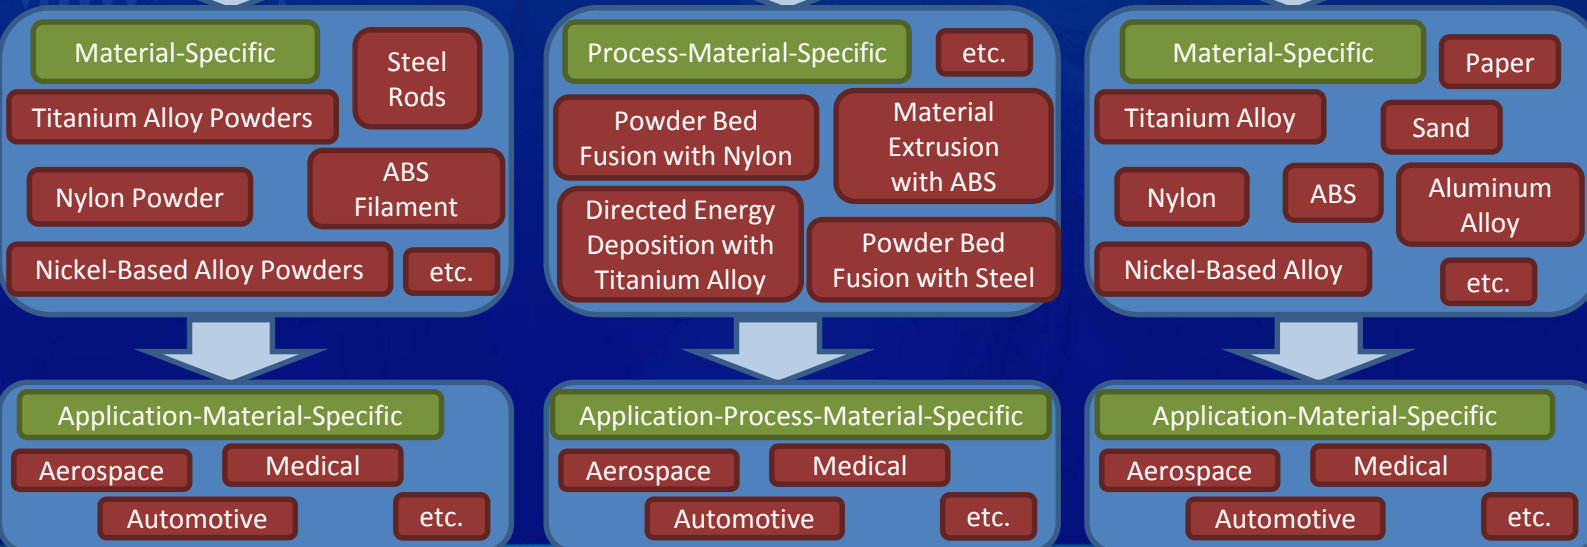 Material-Specific
Steel
Rods
Titanium Alloy Powders
Nylon Powder
ABS
Filament
Nickel-Based Alloy Powders
etc.
Process-Material-Specific
etc.
Powder Bed
Fusion with Nylon
Material
Extrusion
with ABS
Directed Energy
Deposition with
Titanium Alloy
Powder Bed
Fusion with Steel
Material-Specific
Paper
Titanium Alloy
Sand
Nylon
ABS
Aluminum
Alloy
Nickel-Based Alloy
etc.
Application-Material-Specific
Aerospace
Medical
Automotive
etc.
Application-Process-Material-Specific
Aerospace
Medical
Automotive
etc.
Application-Material-Specific
Aerospace
Medical
Automotive
etc.